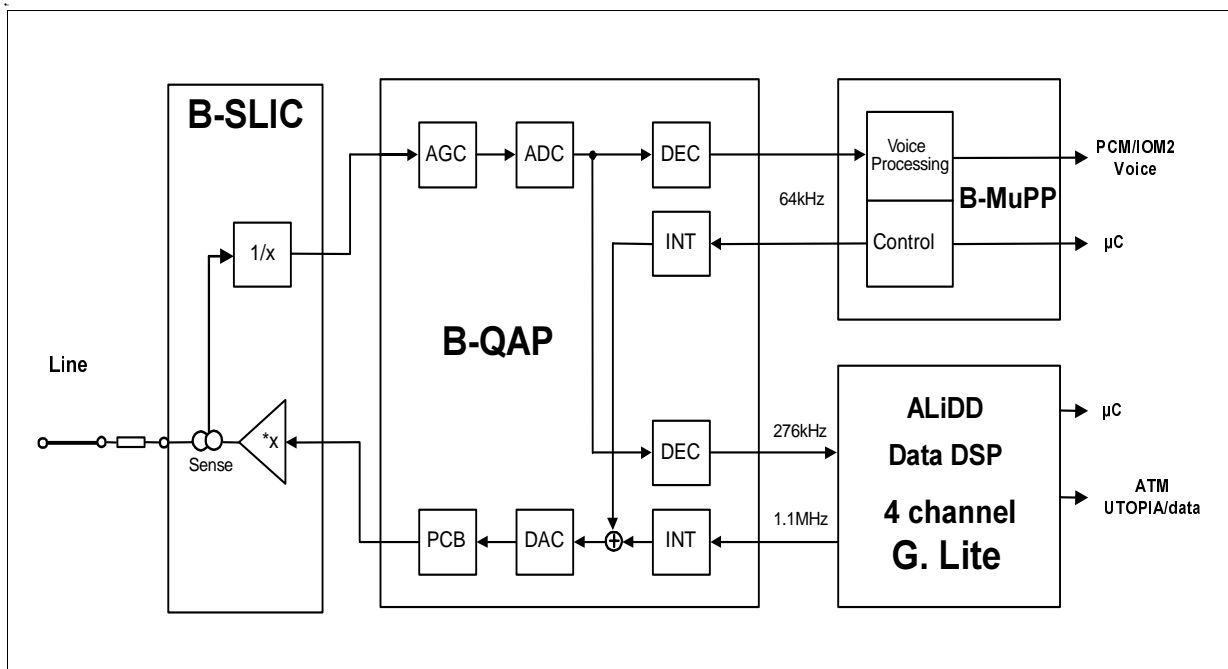 B-SLIC
1/x
Line
Sense
*x
AGC
ADC
DEC
INT
B-QAP
DEC
PCB
DAC
+
INT
64kHz
276kHz
1.1MHz
Voice
Processing
B-MuPP
Control
PCM/IOM2
Voice
µC
ALiDD
Data DSP
4 channel
G. Lite
µC
ATM
UTOPIA/data